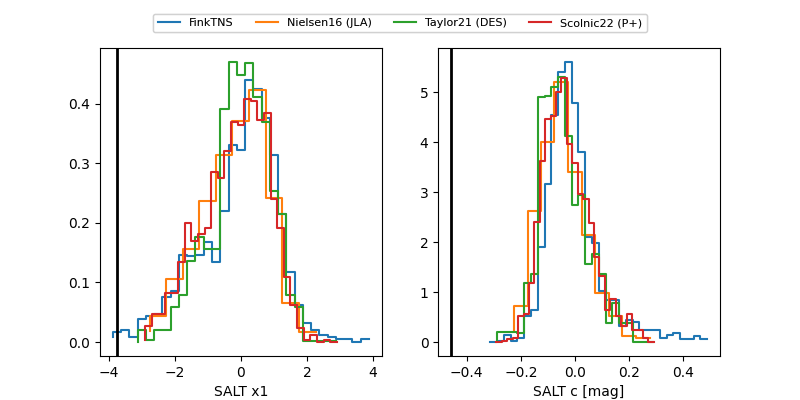 FinkTNS Nielsen16 (JLA) Taylor21 (DES) Scolnic22 (P+)
0.4
0.3
0.2
0.1
0.0
−4 −2 0 2 4
SALT x1
5
4
3
2
1
0
−0.4 −0.2 0.0 0.2 0.4
SALT c [mag]